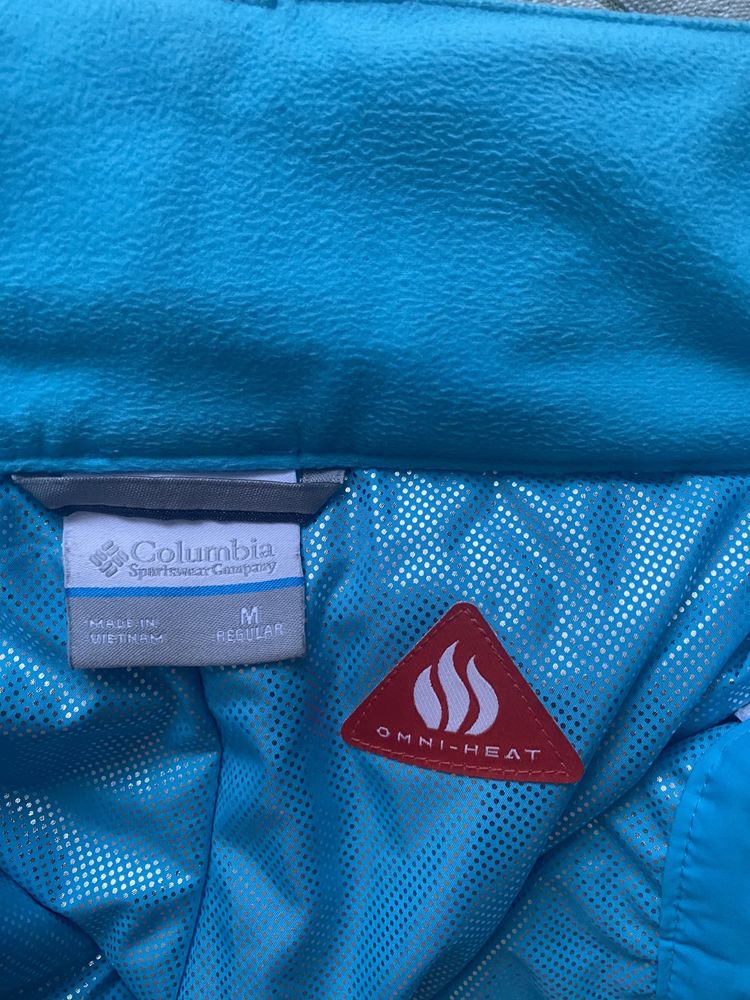 Columbia
Sportswear Company
MADE IN
VIETNAM
M
REGULAR
OMNI-HEAT